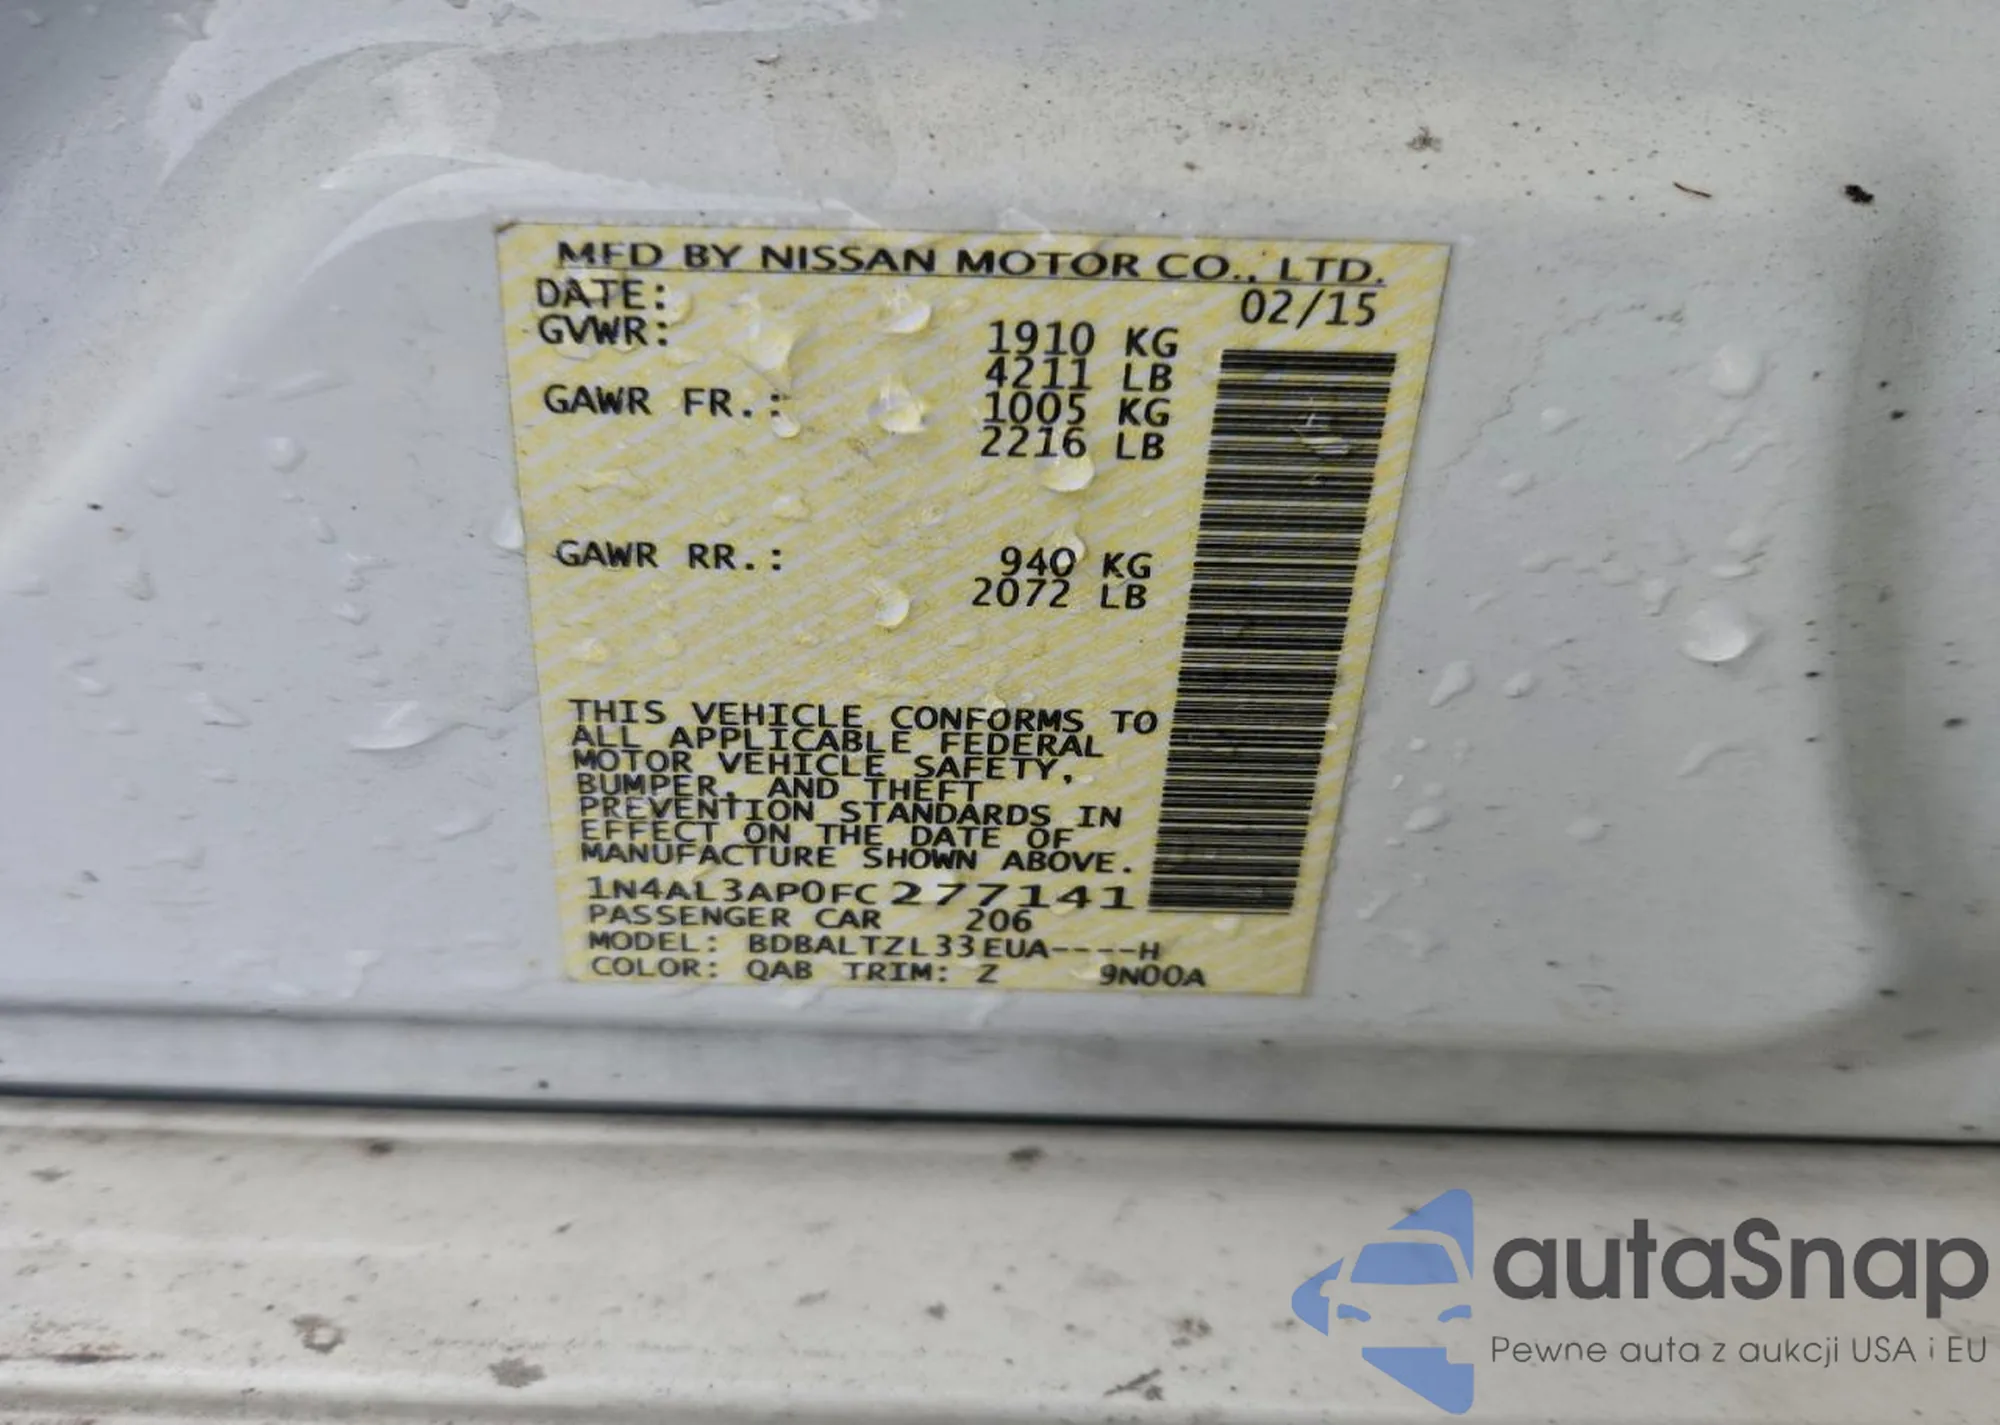 MFD BY NISSAN MOTOR CO., LTD.
DATE: 02/15
GVWR: 1910 KG
4211 LB
GAWR FR.: 1005 KG
2216 LB
GAWR RR.: 940 KG
2072 LB
THIS VEHICLE CONFORMS TO
ALL APPLICABLE FEDERAL
MOTOR VEHICLE SAFETY,
BUMPER, AND THEFT
PREVENTION STANDARDS IN
EFFECT ON THE DATE OF
MANUFACTURE SHOWN ABOVE.
1N4AL3AP0FC277141
PASSENGER CAR 206
MODEL: BDBALTZL33EUA----H
COLOR: QAB TRIM: Z 9N00A
autaSnap
Pewne auta z aukcji USA i EU